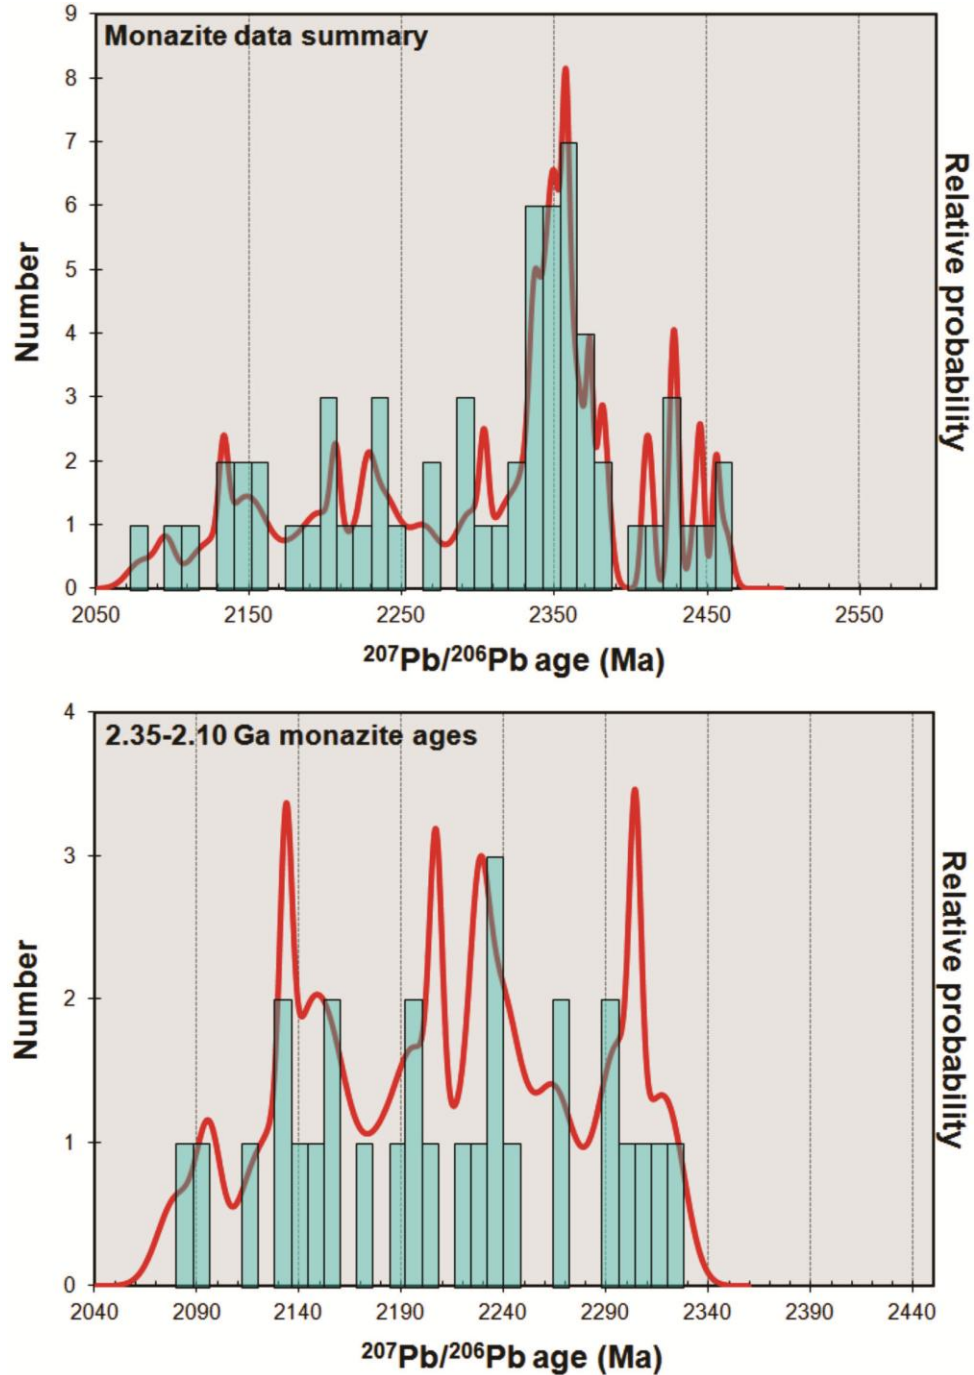 Monazite data summary
9
8
7
6
5
4
3
2
1
0
Number
Relative probability
2050 2150 2250 2350 2450 2550
²⁰⁷Pb/²⁰⁶Pb age (Ma)
2.35-2.10 Ga monazite ages
4
3
2
1
0
Number
Relative probability
2040 2090 2140 2190 2240 2290 2340 2390 2440
²⁰⁷Pb/²⁰⁶Pb age (Ma)